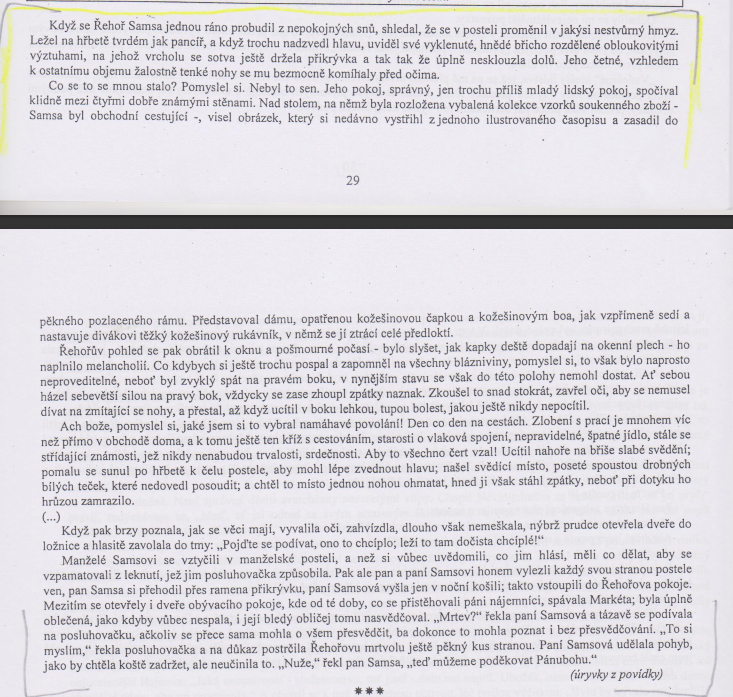 Když se Řehoř Samsa jednou ráno probudil z nepokojných snů, shledal, že se v posteli proměnil v jakýsi nestvůrný hmyz.
Ležel na hřbetě tvrdém jak pancíř, a když trochu nadzvedl hlavu, uviděl své vyklenuté, hnědé břicho rozdělené obloukovitými
výztuhami, na jehož vrcholu se sotva ještě držela přikrývka a tak tak že úplně nesklouzla dolů. Jeho četné, vzhledem
k ostatnímu objemu žalostně tenké nohy se mu bezmocně komíhaly před očima.
Co se to se mnou stalo? Pomyslel si. Nebyl to sen. Jeho pokoj, správný, jen trochu příliš mladý lidský pokoj, spočíval
klidně mezi čtyřmi dobře známými stěnami. Nad stolem, na němž byla rozložena vybalená kolekce vzorků soukenného zboží -
Samsa byl obchodní cestující -, visel obrázek, který si nedávno vystřihl z jednoho ilustrovaného časopisu a zasadil do
29
pěkného pozlaceného rámu. Představoval dámu, opatřenou kožešinovou čapkou a kožešinovým boa, jak vzpřímeně sedí a
nastavuje divákovi těžký kožešinový rukávník, v němž se jí ztrácí celé předloktí.
Řehořův pohled se pak obrátil k oknu a pošmourné počasí - bylo slyšet, jak kapky deště dopadají na okenní plech - ho
naplnilo melancholií. Co kdybych si ještě trochu pospal a zapomněl na všechny blázniviny, pomyslel si, to však bylo naprosto
neproveditelné, neboť byl zvyklý spát na pravém boku, v nynějším stavu se však do této polohy nemohl dostat. Ať sebou
házel sebevětší silou na pravý bok, vždycky se zase zhoupl zpátky naznak. Zkoušel to snad stokrát, zavřel oči, aby se nemusel
dívat na zmítající se nohy, a přestal, až když ucítil v boku lehkou, tupou bolest, jakou ještě nikdy nepocítil.
Ach bože, pomyslel si, jaké jsem si to vybral namáhavé povolání! Den co den na cestách. Zlobení s prací je mnohem víc
než přímo v obchodě doma, a k tomu ještě ten kříž s cestováním, starosti o vlaková spojení, nepravidelné, špatné jídlo, stále se
střídající známosti, jež nikdy nenabudou trvalosti, srdečnosti. Aby to všechno čert vzal! Ucítil nahoře na břiše slabé svědění;
pomalu se sunul po hřbetě k čelu postele, aby mohl lépe zvednout hlavu; našel svědící místo, poseté spoustou drobných
bílých teček, které nedovedl posoudit; a chtěl to místo jednou nohou ohmatat, hned ji však stáhl zpátky, neboť při dotyku ho
hrůzou zamrazilo.
(...)
Když pak brzy poznala, jak se věci mají, vyvalila oči, zahvízdla, dlouho však nemeškala, nýbrž prudce otevřela dveře do
ložnice a hlasitě zavolala do tmy: „Pojďte se podívat, ono to chcíplo; leží to tam dočista chcíplé!“
Manželé Samsovi se vztyčili v manželské posteli, a než si vůbec uvědomili, co jim hlásí, měli co dělat, aby se
vzpamatovali z leknutí, jež jim posluhovačka způsobila. Pak ale pan a paní Samsovi honem vylezli každý svou stranou postele
ven, pan Samsa si přehodil přes ramena přikrývku, paní Samsová vyšla jen v noční košili; takto vstoupili do Řehořova pokoje.
Mezitím se otevřely i dveře obývacího pokoje, kde od té doby, co se přistěhovali páni nájemníci, spávala Markéta; byla úplně
oblečená, jako kdyby vůbec nespala, i její bledý obličej tomu nasvědčoval. „Mrtev?“ řekla paní Samsová a tázavě se podívala
na posluhovačku, ačkoliv se přece sama mohla o všem přesvědčit, ba dokonce to mohla poznat i bez přesvědčování. „To si
myslím,“ řekla posluhovačka a na důkaz postrčila Řehořovu mrtvolu ještě pěkný kus stranou. Paní Samsová udělala pohyb,
jako by chtěla koště zadržet, ale neučinila to. „Nuže,“ řekl pan Samsa, „teď můžeme poděkovat Pánubohu.“
(úryvky z povídky)
***